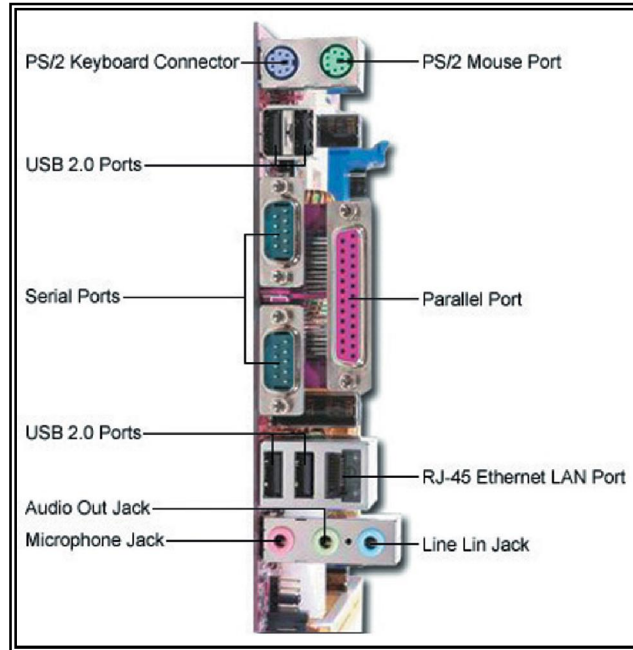 PS/2 Keyboard Connector
PS/2 Mouse Port
USB 2.0 Ports
Serial Ports
Parallel Port
USB 2.0 Ports
RJ-45 Ethernet LAN Port
Audio Out Jack
Microphone Jack
Line Lin Jack